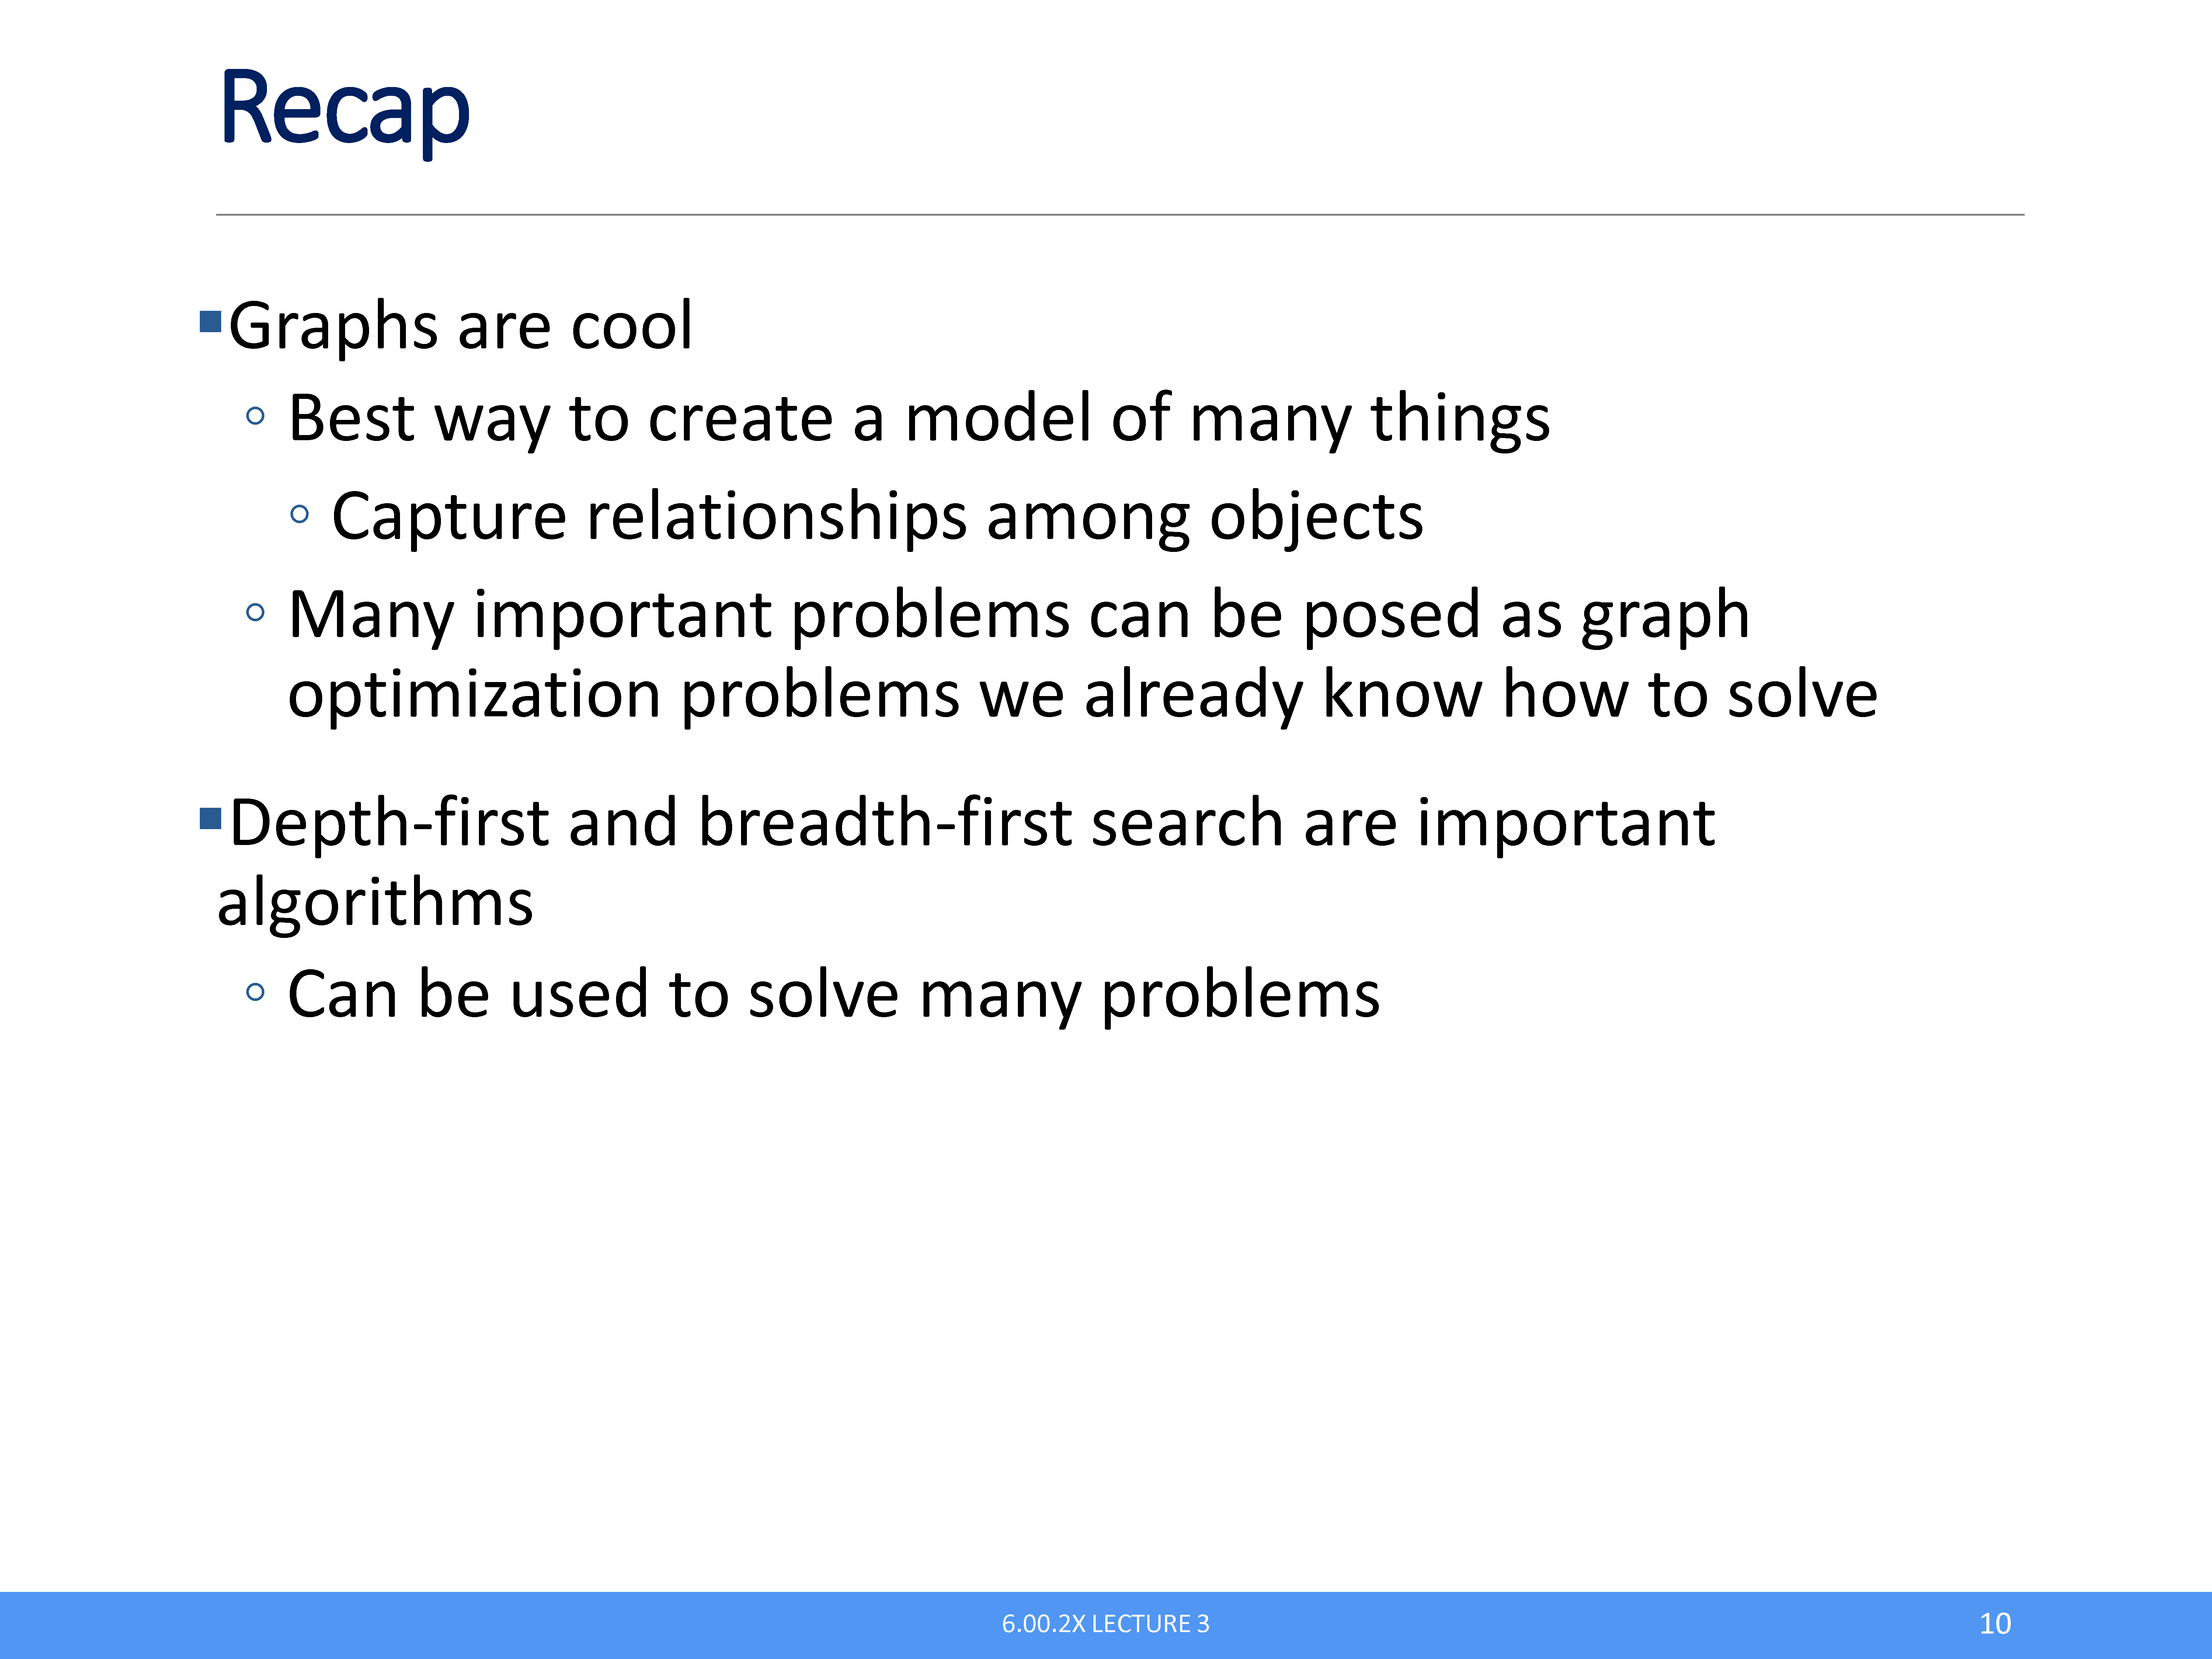 Recap
▪Graphs are cool
◦ Best way to create a model of many things
◦ Capture relationships among objects
◦ Many important problems can be posed as graph
optimization problems we already know how to solve
▪Depth-first and breadth-first search are important
algorithms
◦ Can be used to solve many problems
6.00.2X LECTURE 3
10